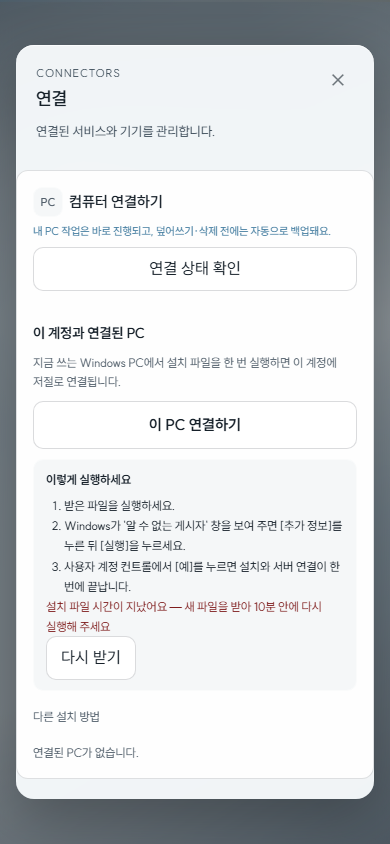 CONNECTORS
연결
연결된 서비스와 기기를 관리합니다.
PC 컴퓨터 연결하기
내 PC 작업은 바로 진행되고, 덮어쓰기·삭제 전에는 자동으로 백업돼요.
연결 상태 확인
이 계정과 연결된 PC
지금 쓰는 Windows PC에서 설치 파일을 한 번 실행하면 이 계정에
저절로 연결됩니다.
이 PC 연결하기
이렇게 실행하세요
1. 받은 파일을 실행하세요.
2. Windows가 '알 수 없는 게시자' 창을 보여 주면 [추가 정보]를
누른 뒤 [실행]을 누르세요.
3. 사용자 계정 컨트롤에서 [예]를 누르면 설치와 서버 연결이 한
번에 끝납니다.
설치 파일 시간이 지났어요 — 새 파일을 받아 10분 안에 다시
실행해 주세요
다시 받기
다른 설치 방법
연결된 PC가 없습니다.